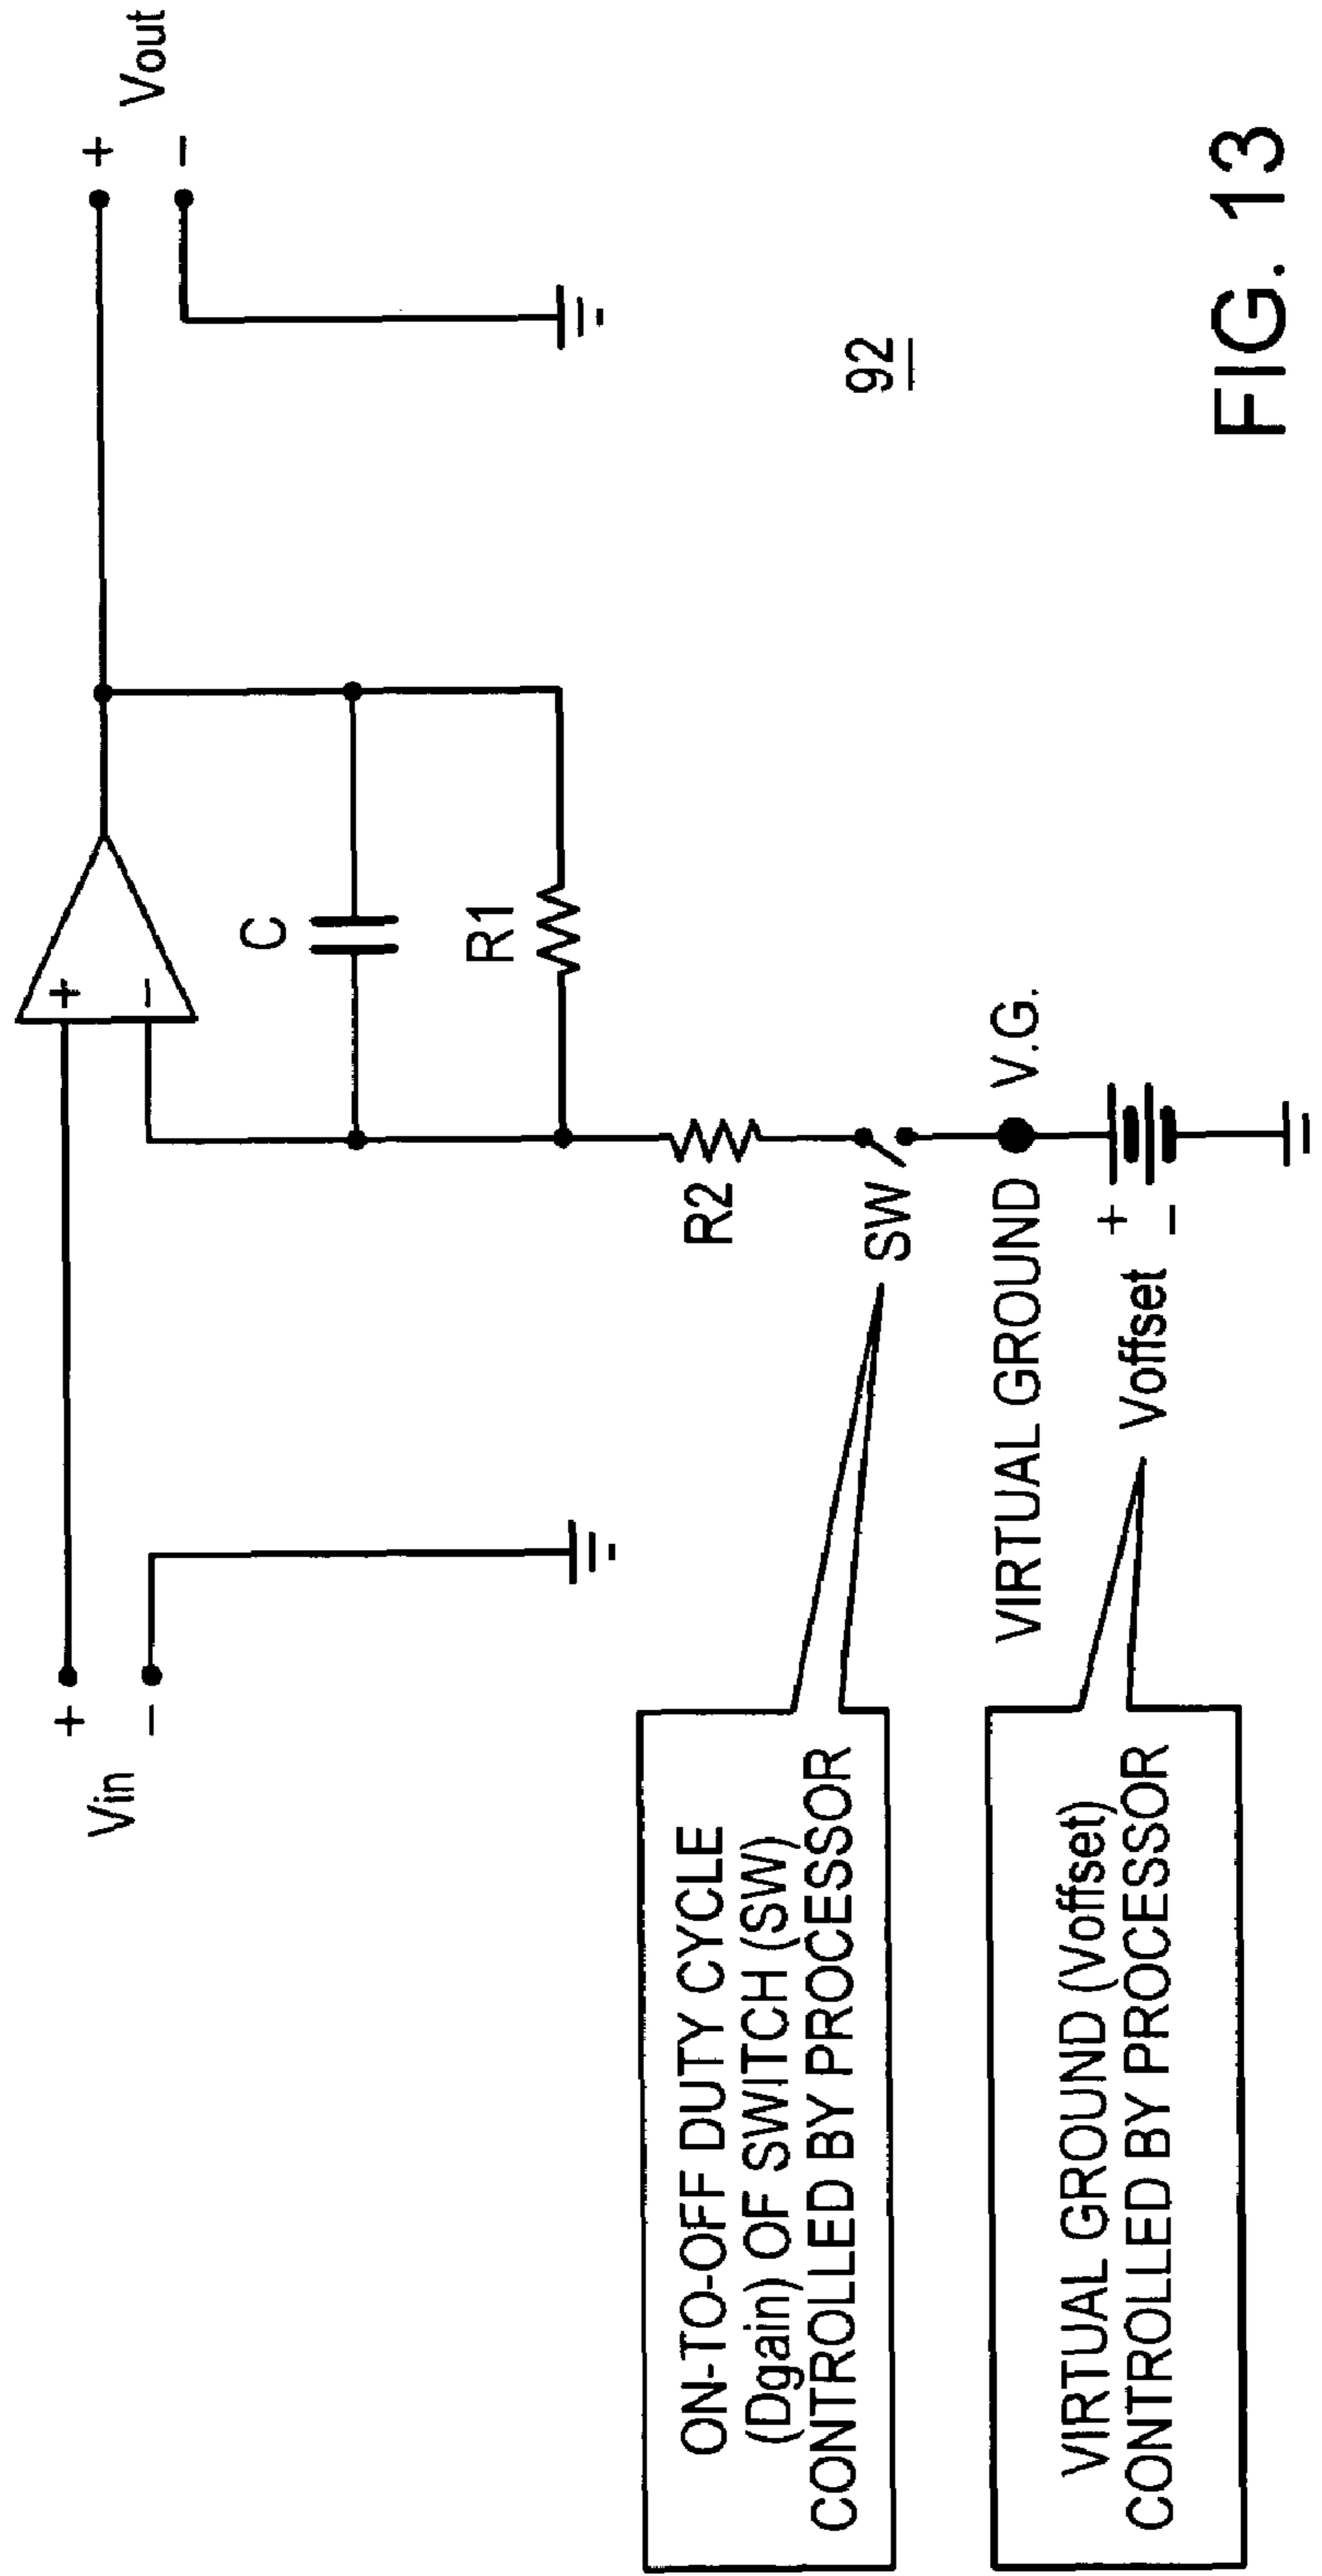 +
Vin
−
+
−
C
R1
+
Vout
−
R2
SW
ON-TO-OFF DUTY CYCLE
(Dgain) OF SWITCH (SW)
CONTROLLED BY PROCESSOR
VIRTUAL GROUND
V.G.
Voffset
+
−
VIRTUAL GROUND (Voffset)
CONTROLLED BY PROCESSOR
92
FIG. 13